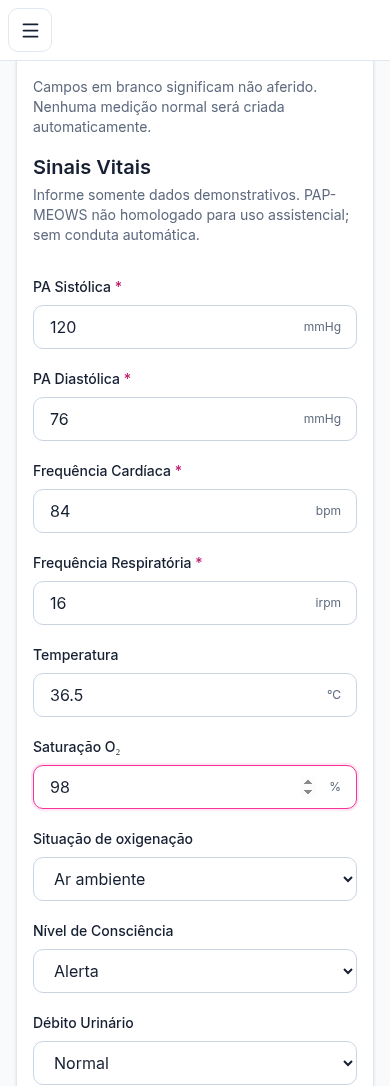 Campos em branco significam não aferido.
Nenhuma medição normal será criada
automaticamente.
Sinais Vitais
Informe somente dados demonstrativos. PAP-
MEOWS não homologado para uso assistencial;
sem conduta automática.
PA Sistólica *
120 mmHg
PA Diastólica *
76 mmHg
Frequência Cardíaca *
84 bpm
Frequência Respiratória *
16 irpm
Temperatura
36.5 °C
Saturação O₂
98 %
Situação de oxigenação
Ar ambiente
Nível de Consciência
Alerta
Débito Urinário
Normal